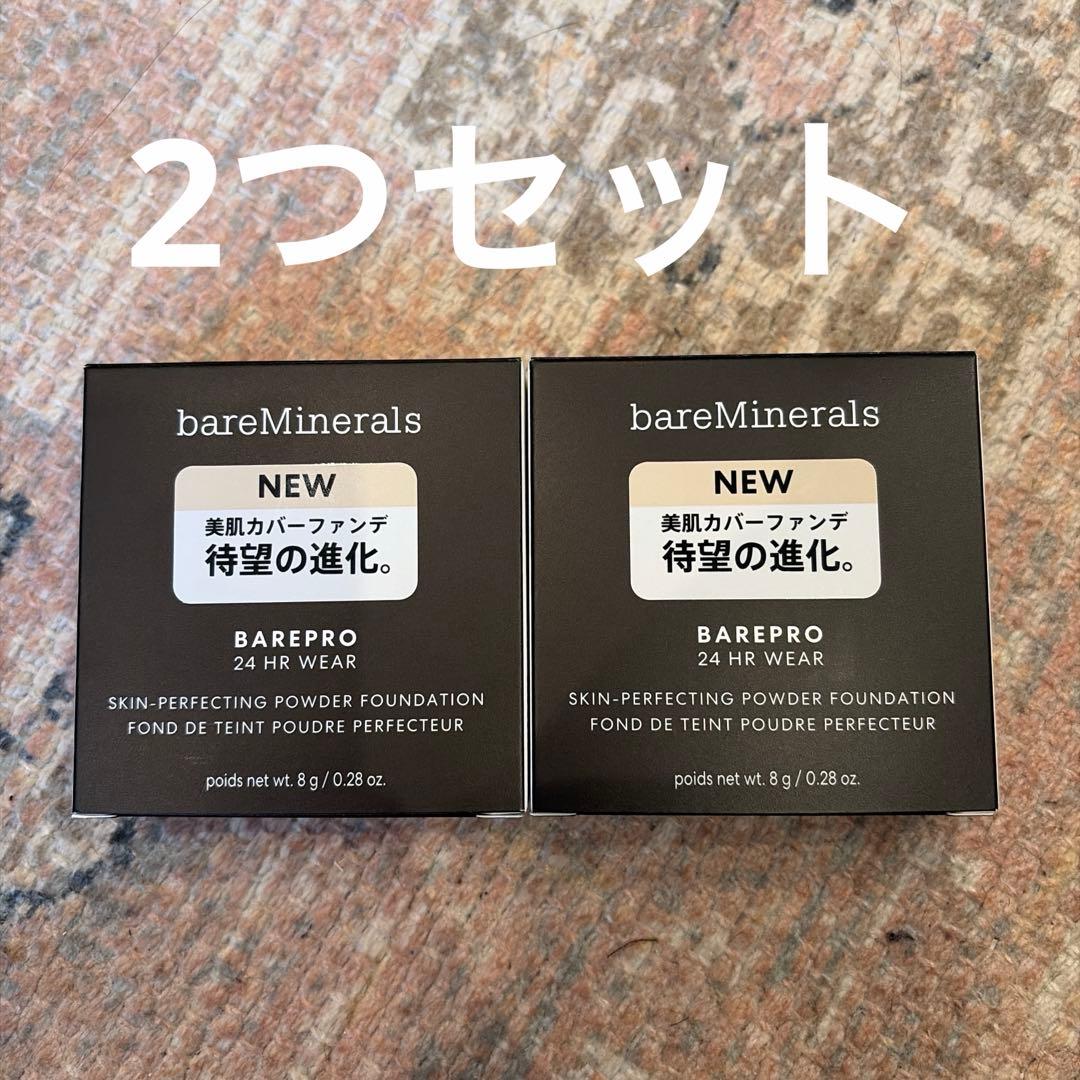 2つセット
bareMinerals
NEW
美肌カバーファンデ
待望の進化。
BAREPRO
24 HR WEAR
SKIN-PERFECTING POWDER FOUNDATION
FOND DE TEINT POUDRE PERFECTEUR
poids net wt. 8 g / 0.28 oz.
bareMinerals
NEW
美肌カバーファンデ
待望の進化。
BAREPRO
24 HR WEAR
SKIN-PERFECTING POWDER FOUNDATION
FOND DE TEINT POUDRE PERFECTEUR
poids net wt. 8 g / 0.28 oz.